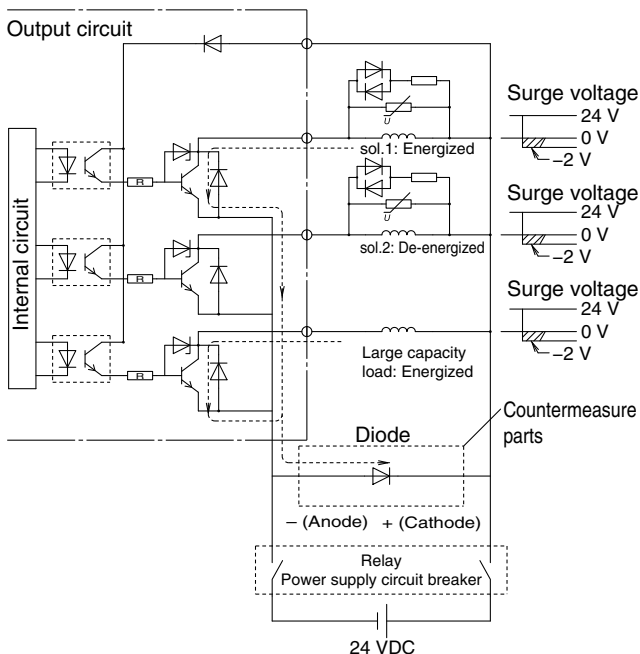 Output circuit
Surge voltage
24 V
0 V
−2 V
U
sol.1: Energized
R
Surge voltage
24 V
0 V
−2 V
U
sol.2: De-energized
R
Internal circuit
Surge voltage
24 V
0 V
−2 V
Large capacity
load: Energized
R
Countermeasure
parts
Diode
− (Anode) + (Cathode)
Relay
Power supply circuit breaker
24 VDC